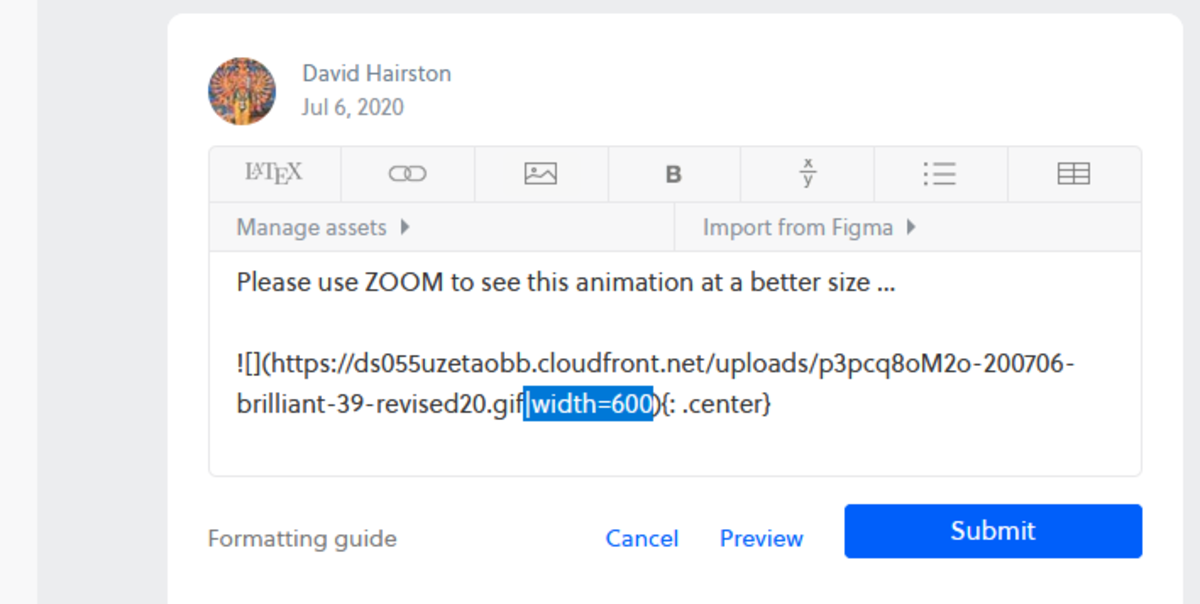 David Hairston
Jul 6, 2020
LATEX B x/y
Manage assets Import from Figma
Please use ZOOM to see this animation at a better size ...
![](https://ds055uzetaobb.cloudfront.net/uploads/p3pcq8oM2o-200706-
brilliant-39-revised20.gif|width=600){: .center}
Formatting guide Cancel Preview Submit